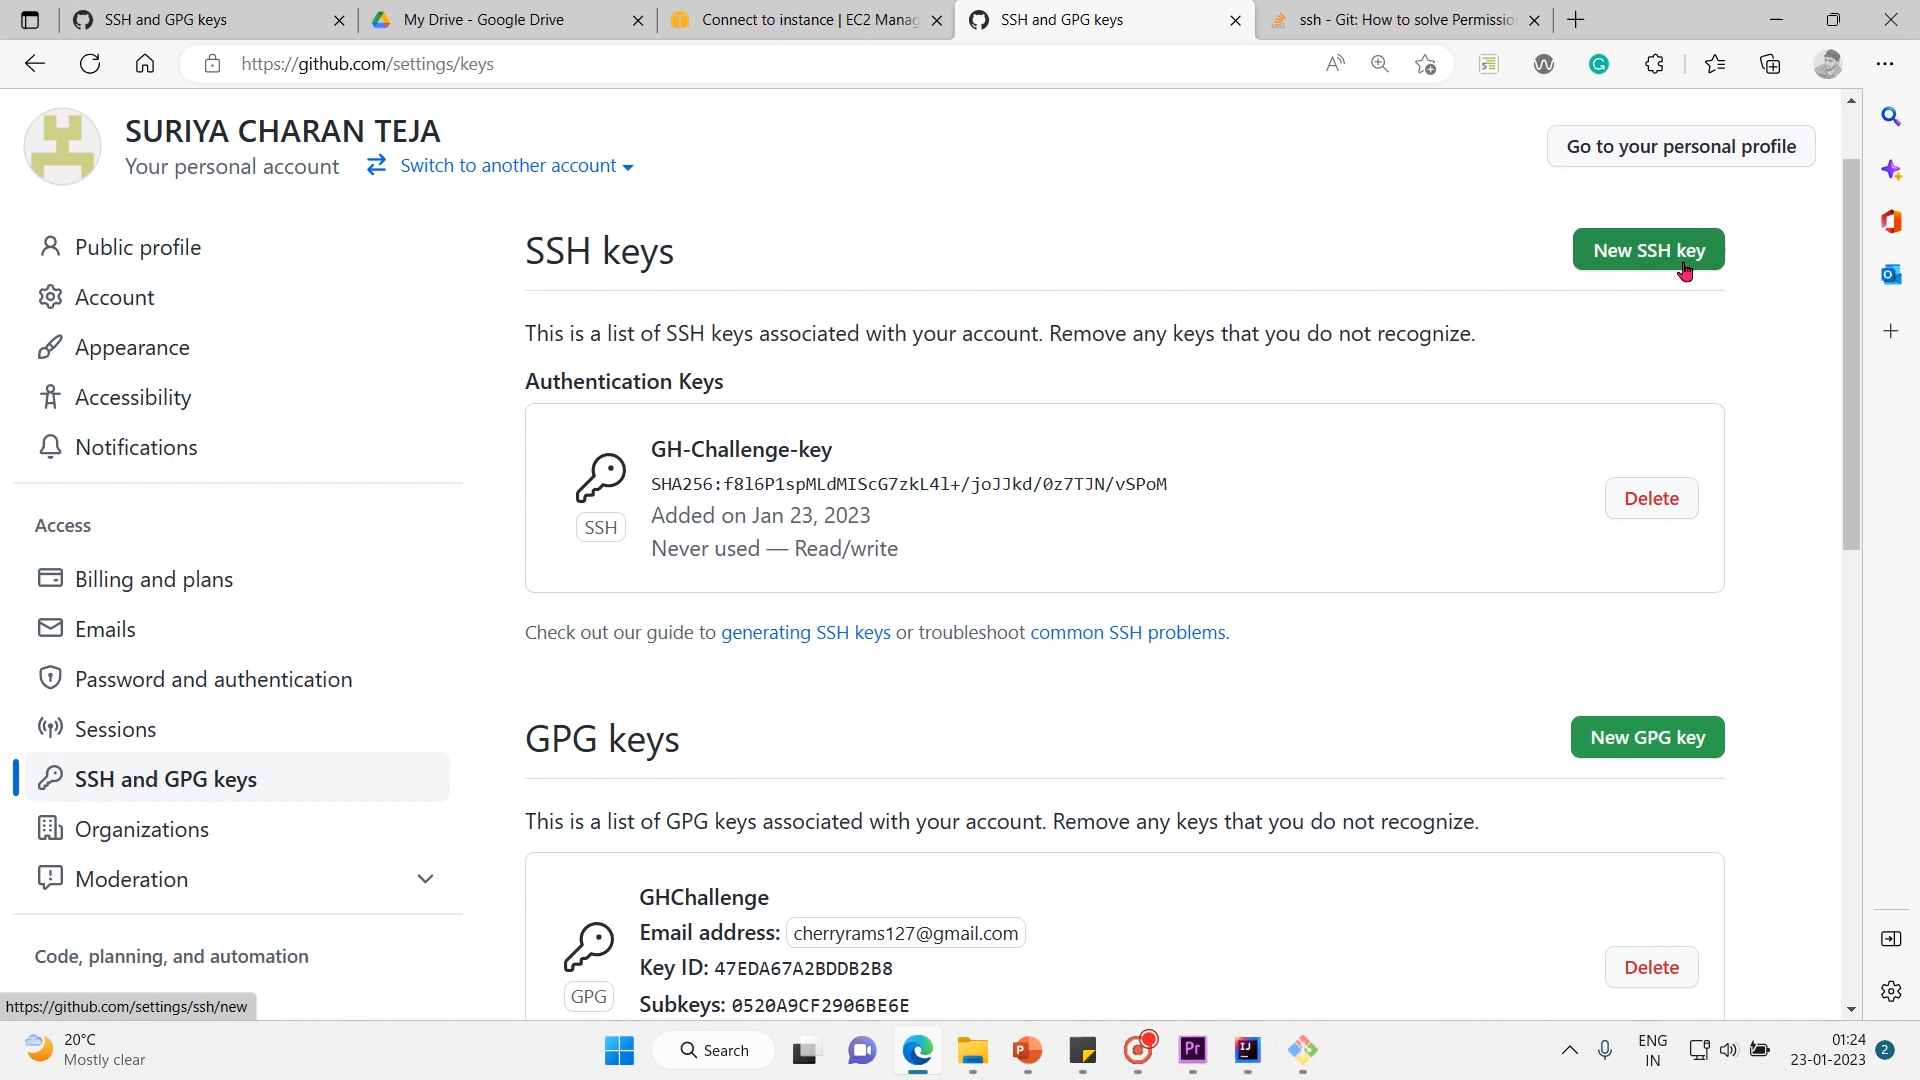 SSH and GPG keys
My Drive - Google Drive
Connect to instance | EC2 Manag
SSH and GPG keys
ssh - Git: How to solve Permissio
https://github.com/settings/keys
SURIYA CHARAN TEJA
Your personal account
Switch to another account
Go to your personal profile
Public profile
Account
Appearance
Accessibility
Notifications
Access
Billing and plans
Emails
Password and authentication
Sessions
SSH and GPG keys
Organizations
Moderation
Code, planning, and automation
SSH keys
New SSH key
This is a list of SSH keys associated with your account. Remove any keys that you do not recognize.
Authentication Keys
GH-Challenge-key
SHA256:f8l6P1spMLdMIScG7zkL4l+/joJJkd/0z7TJN/vSPoM
Added on Jan 23, 2023
Never used — Read/write
SSH
Delete
Check out our guide to generating SSH keys or troubleshoot common SSH problems.
GPG keys
New GPG key
This is a list of GPG keys associated with your account. Remove any keys that you do not recognize.
GHChallenge
Email address: cherryrams127@gmail.com
Key ID: 47EDA67A2BDDB2B8
Subkeys: 0520A9CF2906BE6E
GPG
Delete
https://github.com/settings/ssh/new
20°C
Mostly clear
Search
Pr
IJ
ENG
IN
01:24
23-01-2023
2